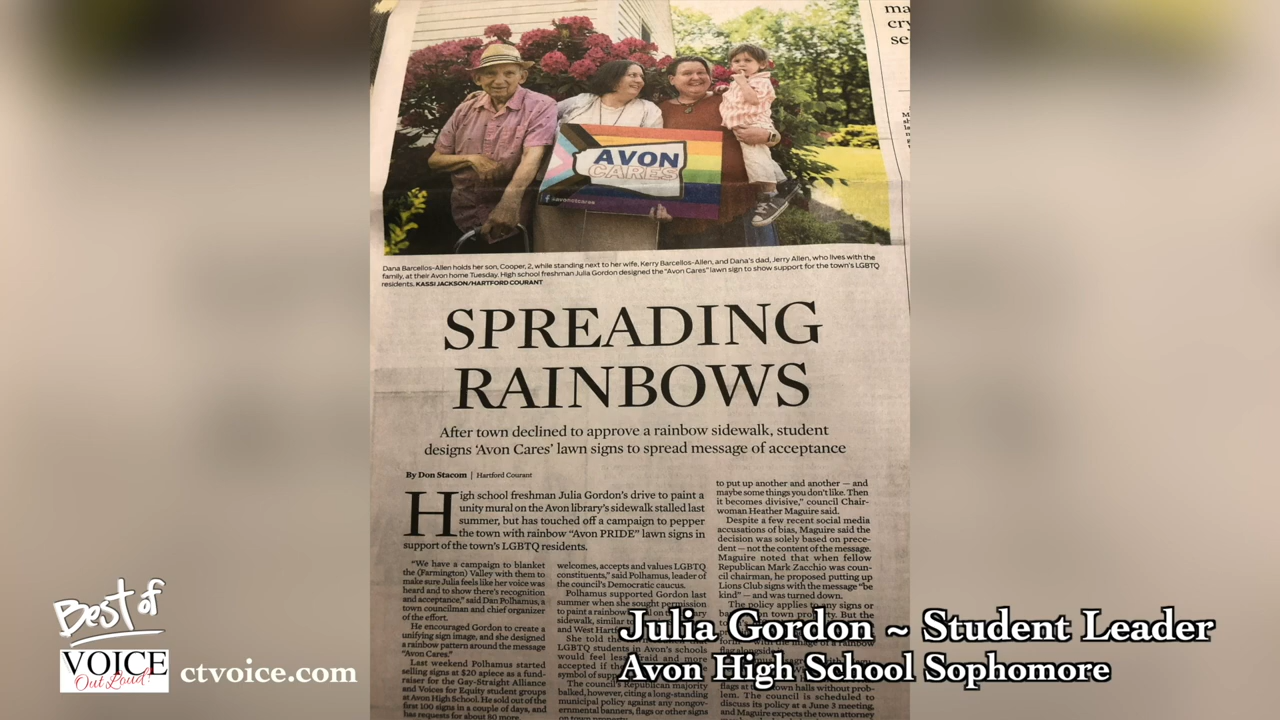 ma
cry
se
AVON
CARES
@avonctcares
Dana Barcellos-Allen holds her son, Cooper, 2, while standing next to her wife, Kerry Barcellos-Allen, and Dana's dad, Jerry Allen, who lives with the
family, at their Avon home Tuesday. High school freshman Julia Gordon designed the "Avon Cares" lawn sign to show support for the town's LGBTQ
residents. KASSI JACKSON/HARTFORD COURANT
SPREADING
RAINBOWS
After town declined to approve a rainbow sidewalk, student
designs 'Avon Cares' lawn signs to spread message of acceptance
By Don Stacom | Hartford Courant
High school freshman Julia Gordon's drive to paint a
unity mural on the Avon library's sidewalk stalled last
summer, but has touched off a campaign to pepper
the town with rainbow "Avon PRIDE" lawn signs in
support of the town's LGBTQ residents.
"We have a campaign to blanket
the (Farmington) Valley with them to
make sure Julia feels like her voice was
heard and to show there's recognition
and acceptance," said Dan Polhamus, a
town councilman and chief organizer
of the effort.
He encouraged Gordon to create a
unifying sign image, and she designed
a rainbow pattern around the message
"Avon Cares."
Last weekend Polhamus started
selling signs at $20 apiece as a fund-
raiser for the Gay-Straight Alliance
and Voices for Equity student groups
at Avon High School. He sold out of the
first 100 signs in a couple of days, and
has requests for about 80 more.
welcomes, accepts and values LGBTQ
constituents," said Polhamus, leader of
the council's Democratic caucus.
Polhamus supported Gordon last
summer when she sought permission
to paint a rainbow
sidewalk, similar to
and West Hartf
She told th
LGBTQ students in Avon's schools
would feel less afraid and more
accepted if th
symbol of sup
The council's Republican majority
balked, however, citing a long-standing
municipal policy against any nongov-
ernmental banners, flags or other signs
on town property.
to put up another and another — and
maybe some things you don't like. Then
it becomes divisive," council Chair-
woman Heather Maguire said.
Despite a few recent social media
accusations of bias, Maguire said the
decision was solely based on prece-
dent — not the content of the message.
Maguire noted that when fellow
Republican Mark Zacchio was coun-
cil chairman, he proposed putting up
Lions Club signs with the message "be
kind" — and was turned down.
The policy applies to any signs or
town property. But the
flags at town halls without prob-
lem. The council is scheduled to
discuss its policy at a June 3 meeting,
and Maguire expects the town attorney
Best of
VOICE
Out Loud!
ctvoice.com
Julia Gordon ~ Student Leader
Avon High School Sophomore